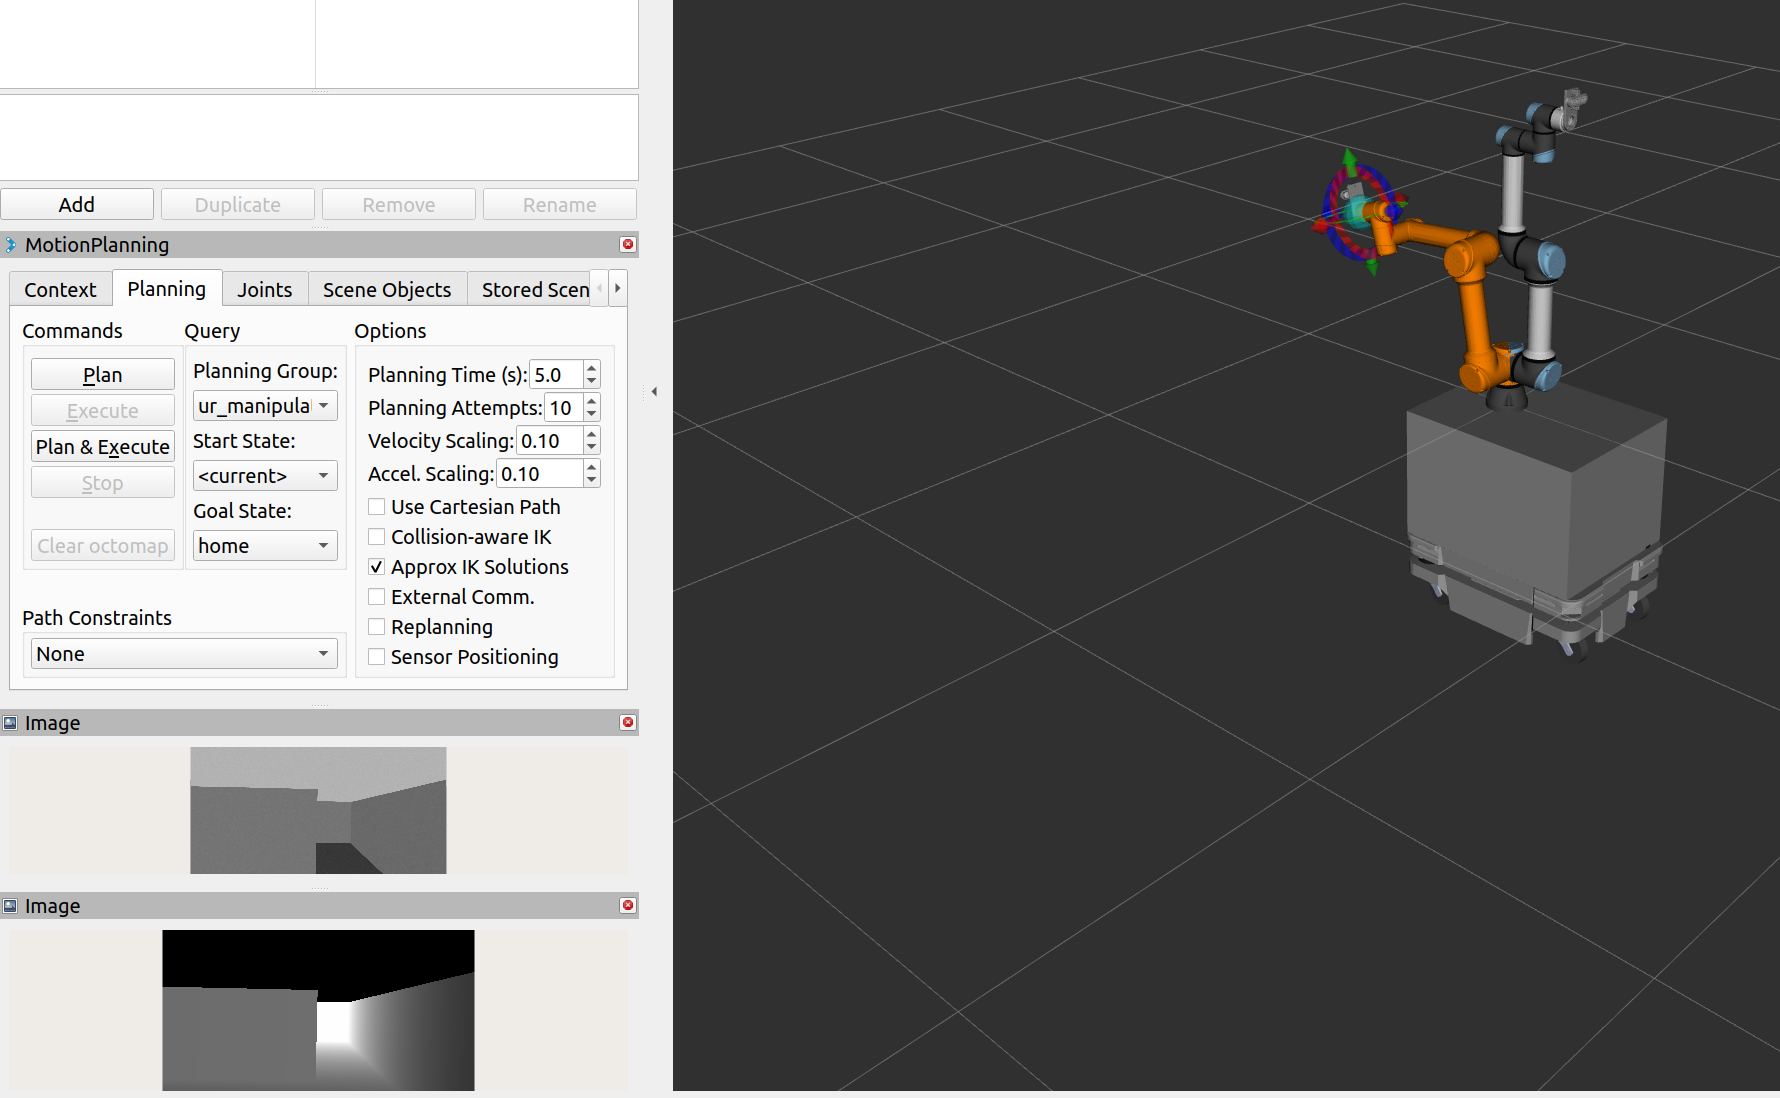 Add Duplicate Remove Rename
MotionPlanning
Context Planning Joints Scene Objects Stored Scen
Commands Query Options
Plan
Execute
Plan & Execute
Stop
Clear octomap
Planning Group:
ur_manipula
Start State:
<current>
Goal State:
home
Planning Time (s): 5.0
Planning Attempts: 10
Velocity Scaling: 0.10
Accel. Scaling: 0.10
Use Cartesian Path
Collision-aware IK
Approx IK Solutions
External Comm.
Replanning
Sensor Positioning
Path Constraints
None
Image
Image